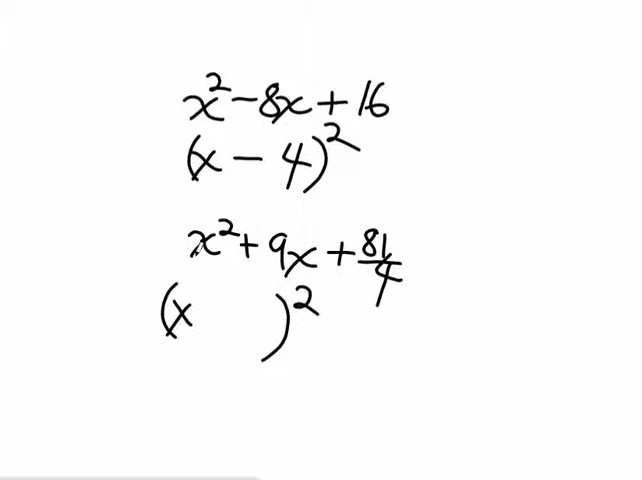 x² - 8x + 16
(x - 4)²
x² + 9x + 81/4
(x   )²